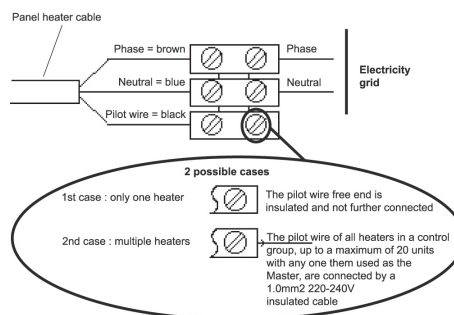 Panel heater cable
Phase = brown
Phase
Neutral = blue
Neutral
Pilot wire = black
Electricity
grid
2 possible cases
1st case : only one heater
The pilot wire free end is
insulated and not further connected
2nd case : multiple heaters
The pilot wire of all heaters in a control
group, up to a maximum of 20 units
with any one them used as the
Master, are connected by a
1.0mm2 220-240V
insulated cable